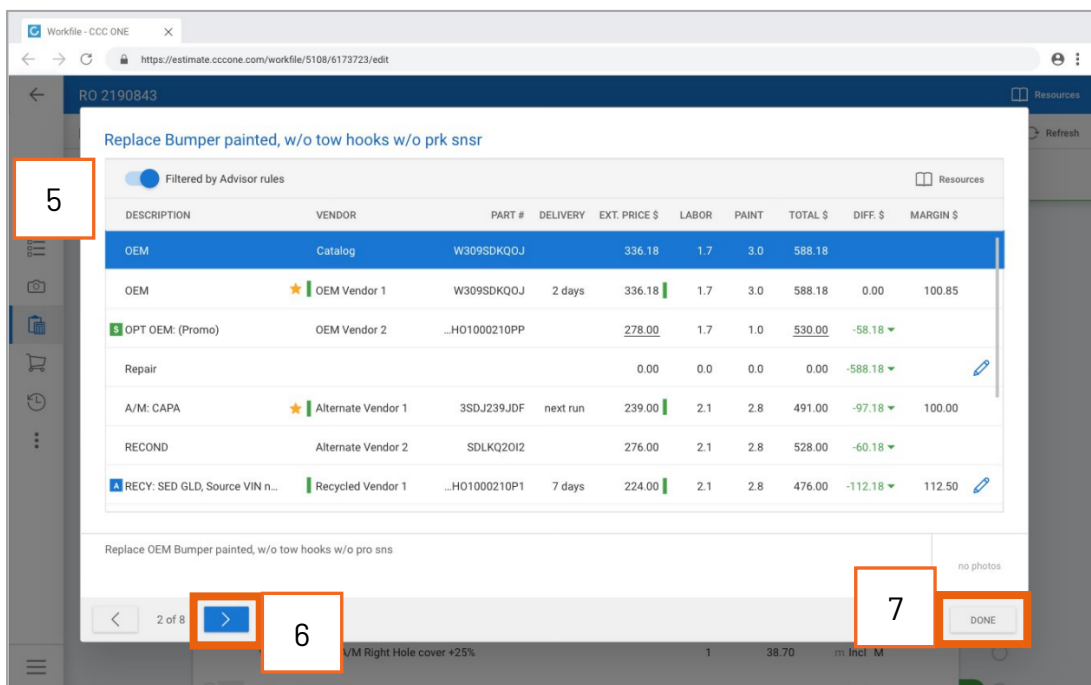 Workfile - CCC ONE
https://estimate.cccone.com/workfile/5108/6173723/edit
RO 2190843
Resources
Refresh
Replace Bumper painted, w/o tow hooks w/o prk snsr
5
Filtered by Advisor rules
Resources
DESCRIPTION VENDOR PART # DELIVERY EXT. PRICE $ LABOR PAINT TOTAL $ DIFF. $ MARGIN $
OEM Catalog W309SDKQOJ 336.18 1.7 3.0 588.18
OEM OEM Vendor 1 W309SDKQOJ 2 days 336.18 1.7 3.0 588.18 0.00 100.85
S OPT OEM: (Promo) OEM Vendor 2 ...HO1000210PP 278.00 1.7 1.0 530.00 -58.18
Repair 0.00 0.0 0.0 0.00 -588.18
A/M: CAPA Alternate Vendor 1 3SDJ239JDF next run 239.00 2.1 2.8 491.00 -97.18 100.00
RECOND Alternate Vendor 2 SDLKQ2OI2 276.00 2.1 2.8 528.00 -60.18
A RECY: SED GLD, Source VIN n... Recycled Vendor 1 ...HO1000210P1 7 days 224.00 2.1 2.8 476.00 -112.18 112.50
Replace OEM Bumper painted, w/o tow hooks w/o pro sns
no photos
2 of 8
6
7
DONE
A/M Right Hole cover +25% 1 38.70 m Incl M